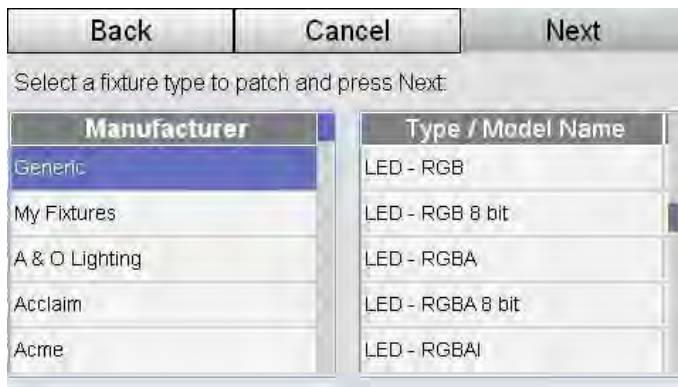 Back Cancel Next
Select a fixture type to patch and press Next:
Manufacturer
Generic
My Fixtures
A & O Lighting
Acclaim
Acme
Type / Model Name
LED - RGB
LED - RGB 8 bit
LED - RGBA
LED - RGBA 8 bit
LED - RGBAI